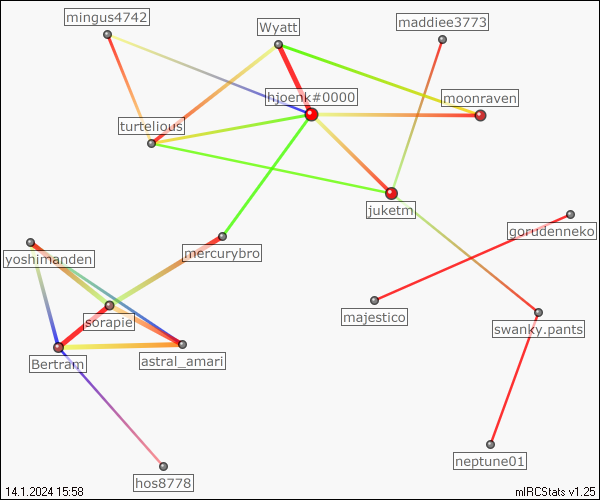 mingus4742
Wyatt
maddiee3773
hjoenk#0000
moonraven
turtelious
juketm
gorudenneko
mercurybro
yoshimanden
majestico
sorapie
swanky.pants
Bertram
astral_amari
neptune01
hos8778
14.1.2024 15:58
mIRCStats v1.25